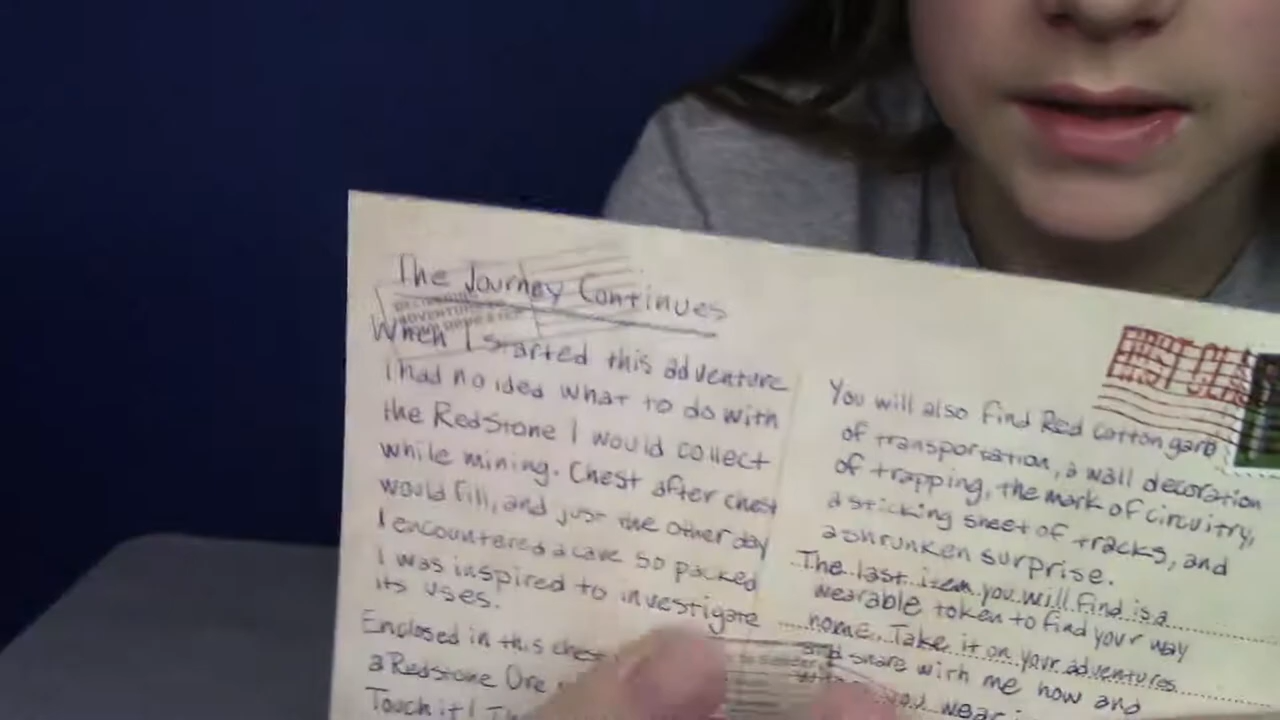 The Journey Continues
When I started this adventure
I had no idea what to do with
the RedStone I would collect
while mining. Chest after chest
would fill, and just the other day
I encountered a cave so packed
I was inspired to investigate
its uses.
Enclosed in this chest
a Redstone Ore
Touch it!
You will also find Red cotton garb
of transportation, a wall decoration
of trapping, the mark of circuitry,
a sticking sheet of tracks, and
a shrunken surprise.
The last item you will find is a
wearable token to find your way
home. Take it on your adventures
and share with me how and
you wear